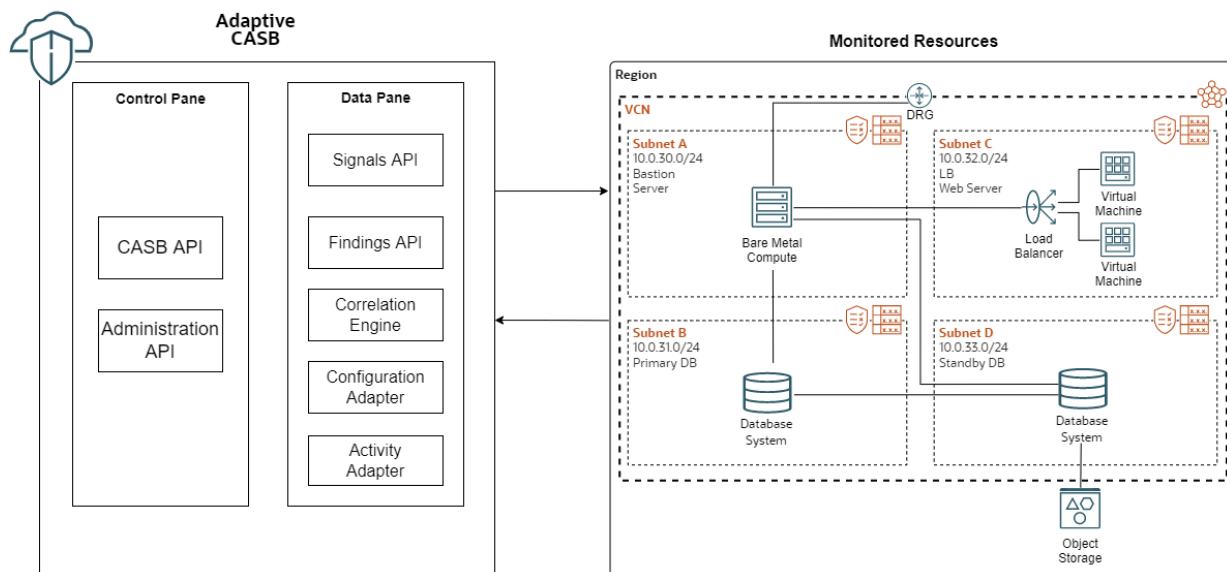 Adaptive
CASB
Control Pane
CASB API
Administration
API
Data Pane
Signals API
Findings API
Correlation
Engine
Configuration
Adapter
Activity
Adapter
Monitored Resources
Region
VCN
DRG
Subnet A
10.0.30.0/24
Bastion
Server
Bare Metal
Compute
Subnet C
10.0.32.0/24
LB
Web Server
Load
Balancer
Virtual
Machine
Virtual
Machine
Subnet B
10.0.31.0/24
Primary DB
Database
System
Subnet D
10.0.33.0/24
Standby DB
Database
System
Object
Storage